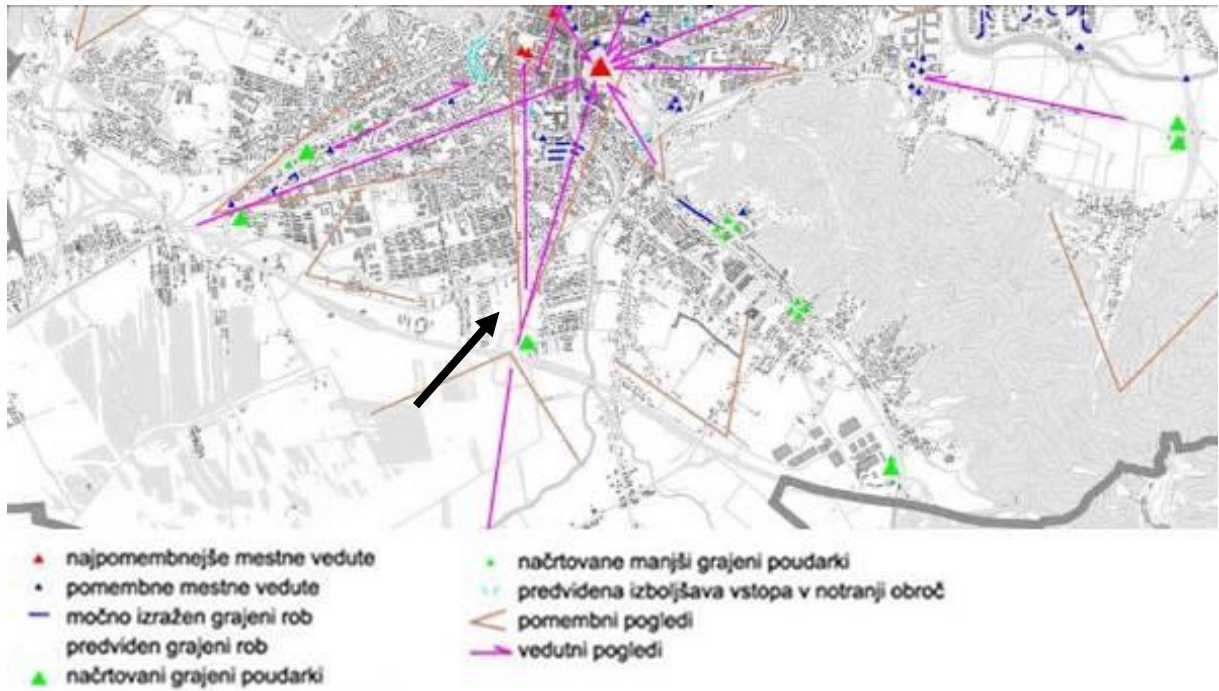 najpomembnejše mestne vedute
pomembne mestne vedute
močno izražen grajeni rob
predviden grajeni rob
načrtovani grajeni poudarki
načrtovane manjši grajeni poudarki
predvidena izboljšava vstopa v notranji obroč
pomembni pogledi
vedutni pogledi